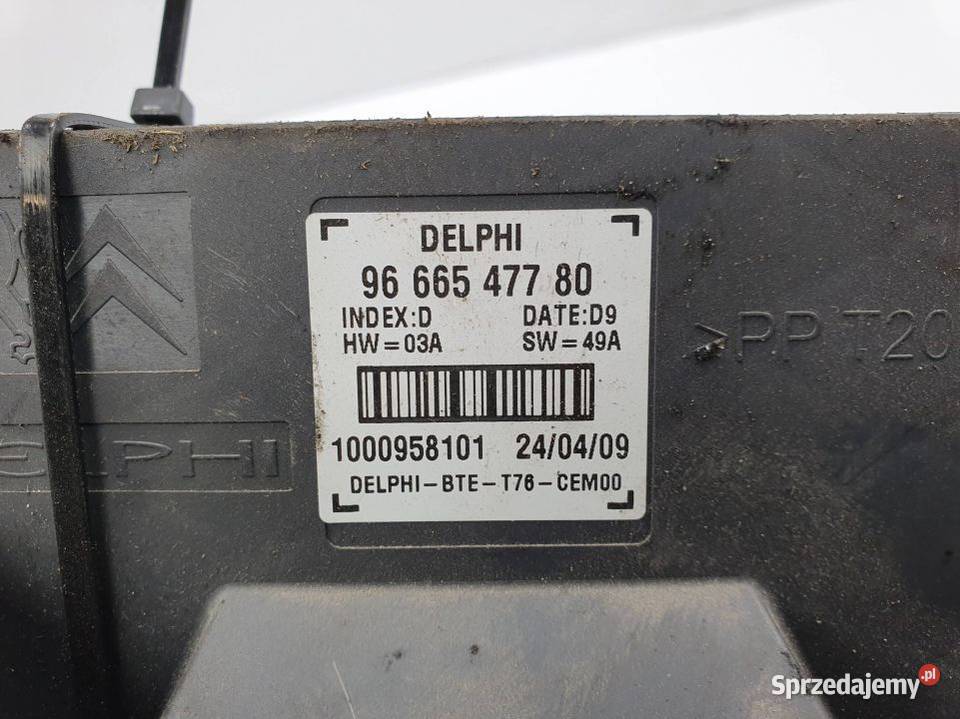 DELPHI
96 665 477 80
INDEX:D DATE:D9
HW=03A SW=49A
1000958101 24/04/09
DELPHI-BTE-T76-CEM00
>PP T20
DELPHI
Sprzedajemy.pl